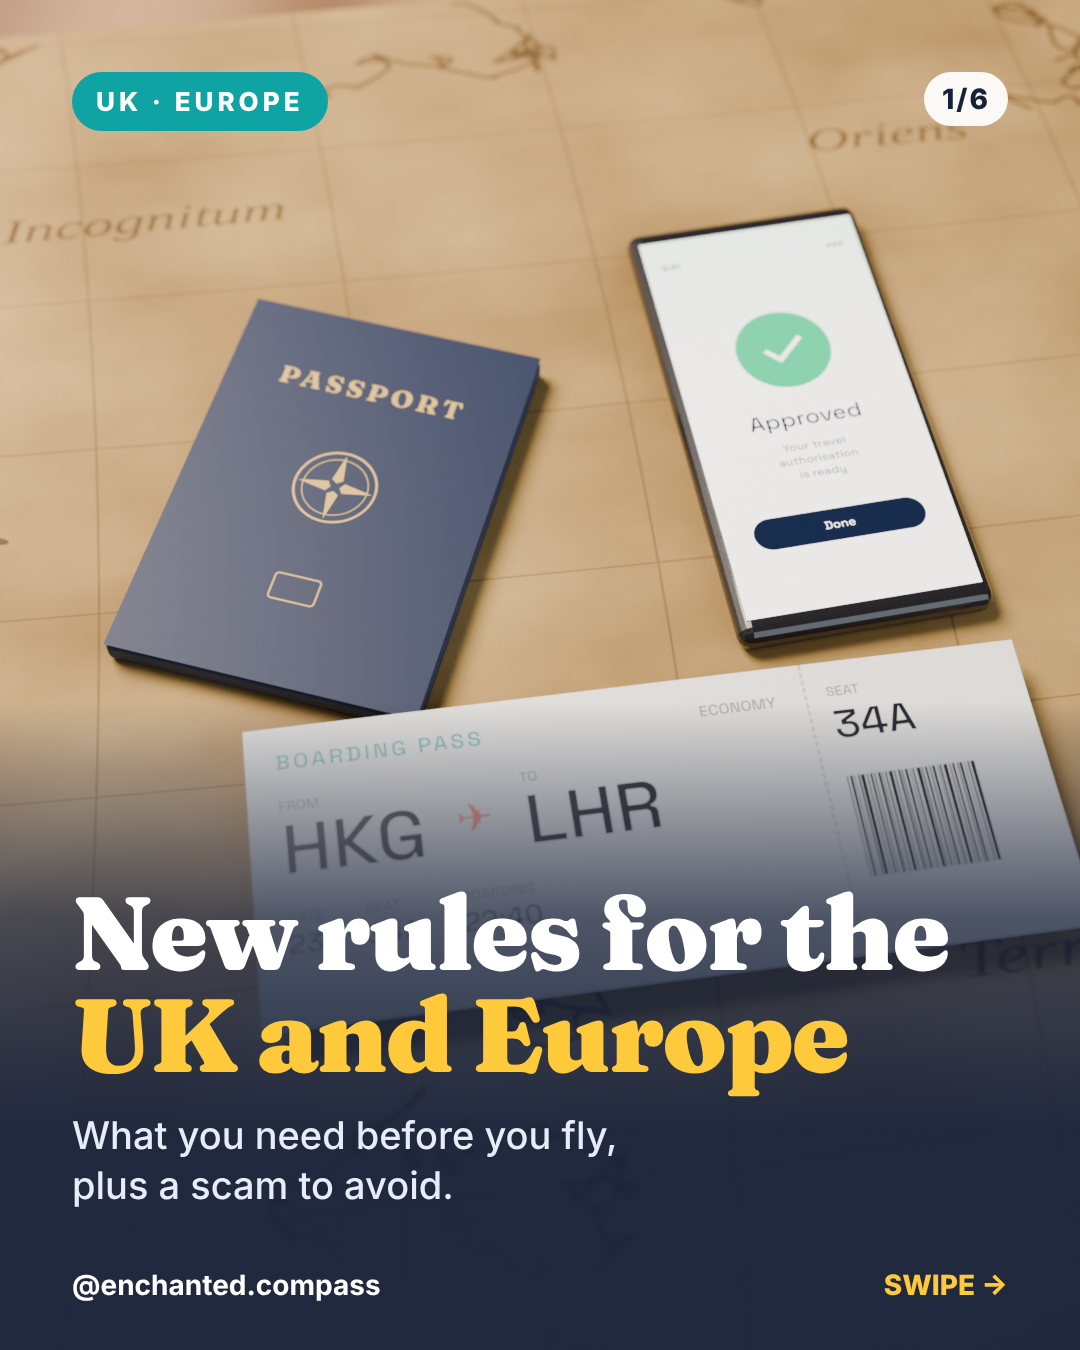 UK · EUROPE
1/6
Oriens
Incognitum
PASSPORT
Approved
Your travel
authorisation
is ready
Done
BOARDING PASS
ECONOMY
SEAT
34A
FROM
TO
HKG ✈ LHR
New rules for the
UK and Europe
What you need before you fly,
plus a scam to avoid.
@enchanted.compass
SWIPE →